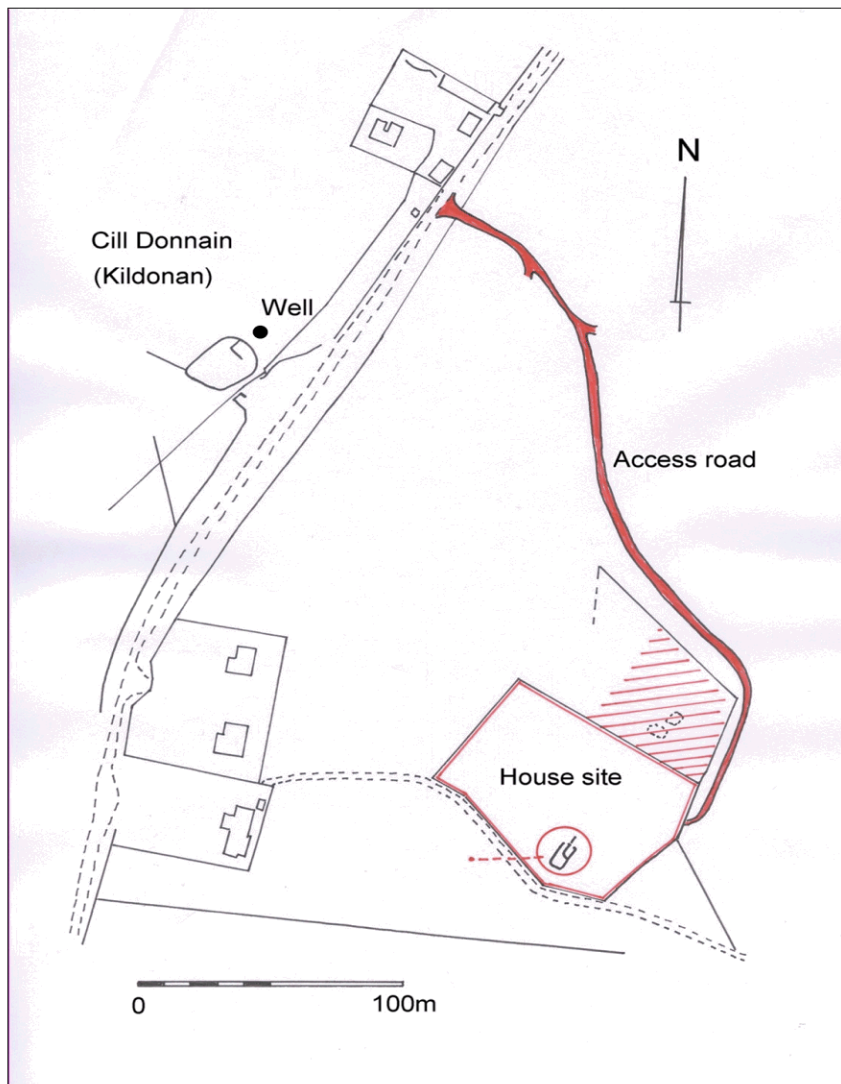 N
Cill Donnain
(Kildonan)
Well
Access road
House site
0 100m